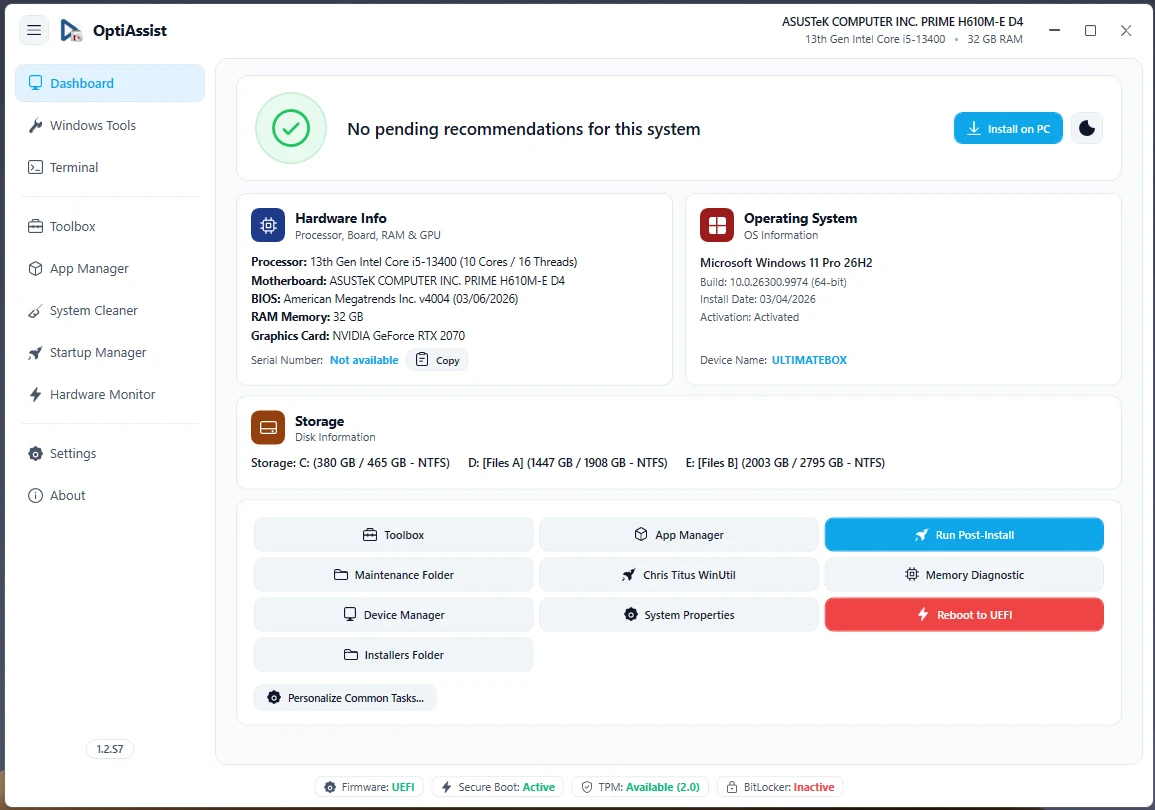 OptiAssist
ASUSTeK COMPUTER INC. PRIME H610M-E D4
13th Gen Intel Core i5-13400 • 32 GB RAM
Dashboard
Windows Tools
Terminal
Toolbox
App Manager
System Cleaner
Startup Manager
Hardware Monitor
Settings
About
1.2.S7
No pending recommendations for this system
Install on PC
Hardware Info
Processor, Board, RAM & GPU
Processor: 13th Gen Intel Core i5-13400 (10 Cores / 16 Threads)
Motherboard: ASUSTeK COMPUTER INC. PRIME H610M-E D4
BIOS: American Megatrends Inc. v4004 (03/06/2026)
RAM Memory: 32 GB
Graphics Card: NVIDIA GeForce RTX 2070
Serial Number: Not available Copy
Operating System
OS Information
Microsoft Windows 11 Pro 26H2
Build: 10.0.26300.9974 (64-bit)
Install Date: 03/04/2026
Activation: Activated
Device Name: ULTIMATEBOX
Storage
Disk Information
Storage: C: (380 GB / 465 GB - NTFS) D: [Files A] (1447 GB / 1908 GB - NTFS) E: [Files B] (2003 GB / 2795 GB - NTFS)
Toolbox App Manager Run Post-Install
Maintenance Folder Chris Titus WinUtil Memory Diagnostic
Device Manager System Properties Reboot to UEFI
Installers Folder
Personalize Common Tasks...
Firmware: UEFI Secure Boot: Active TPM: Available (2.0) BitLocker: Inactive